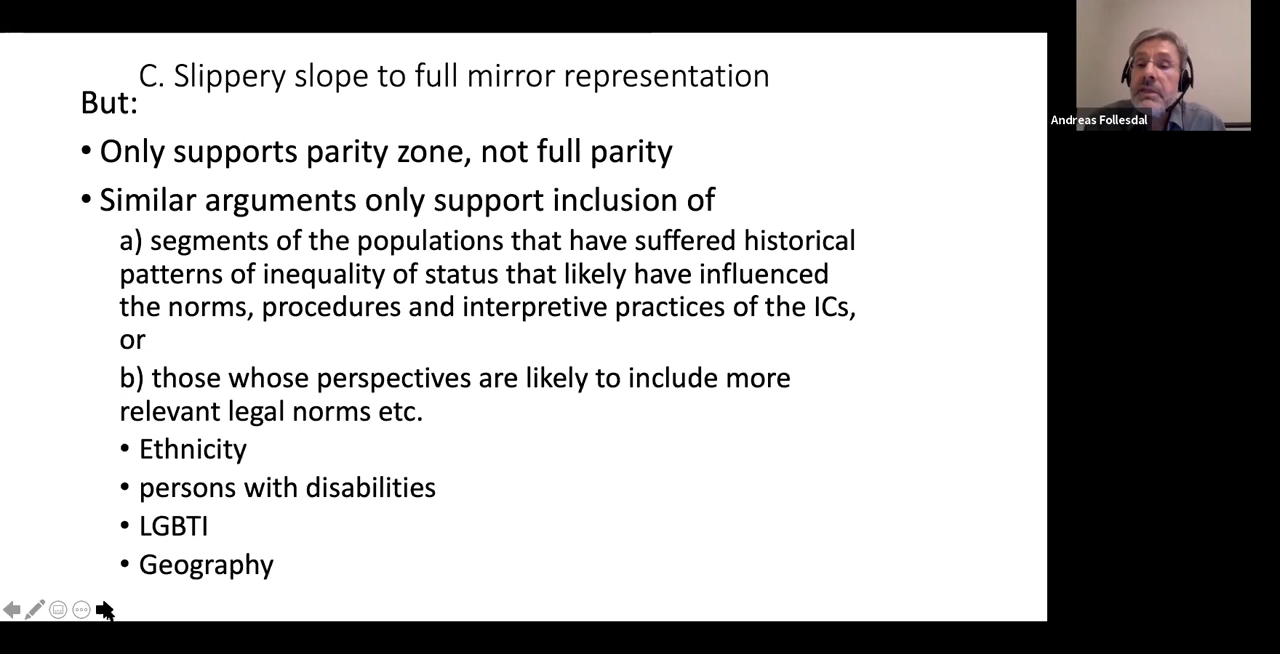 C. Slippery slope to full mirror representation
But:
• Only supports parity zone, not full parity
• Similar arguments only support inclusion of
a) segments of the populations that have suffered historical
patterns of inequality of status that likely have influenced
the norms, procedures and interpretive practices of the ICs,
or
b) those whose perspectives are likely to include more
relevant legal norms etc.
• Ethnicity
• persons with disabilities
• LGBTI
• Geography
Andreas Follesdal